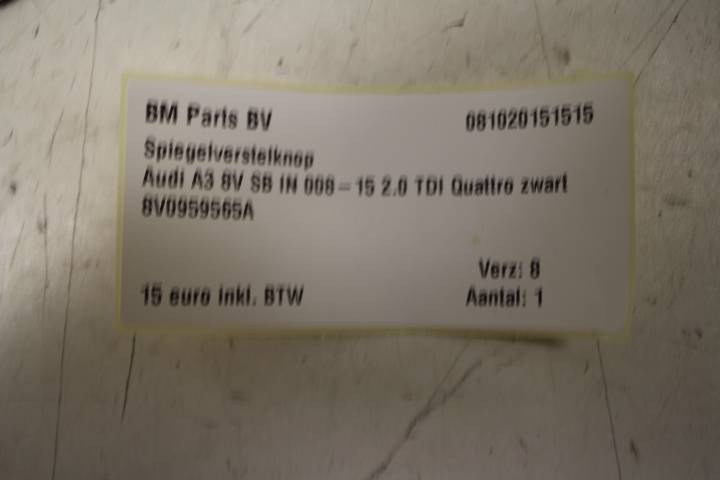 BM Parts BV 081020151515
Spiegelverstelknop
Audi A3 8V SB IN 008-15 2.0 TDI Quattro zwart
8V0959565A
Verz: 8
15 euro inkl. BTW Aantal: 1